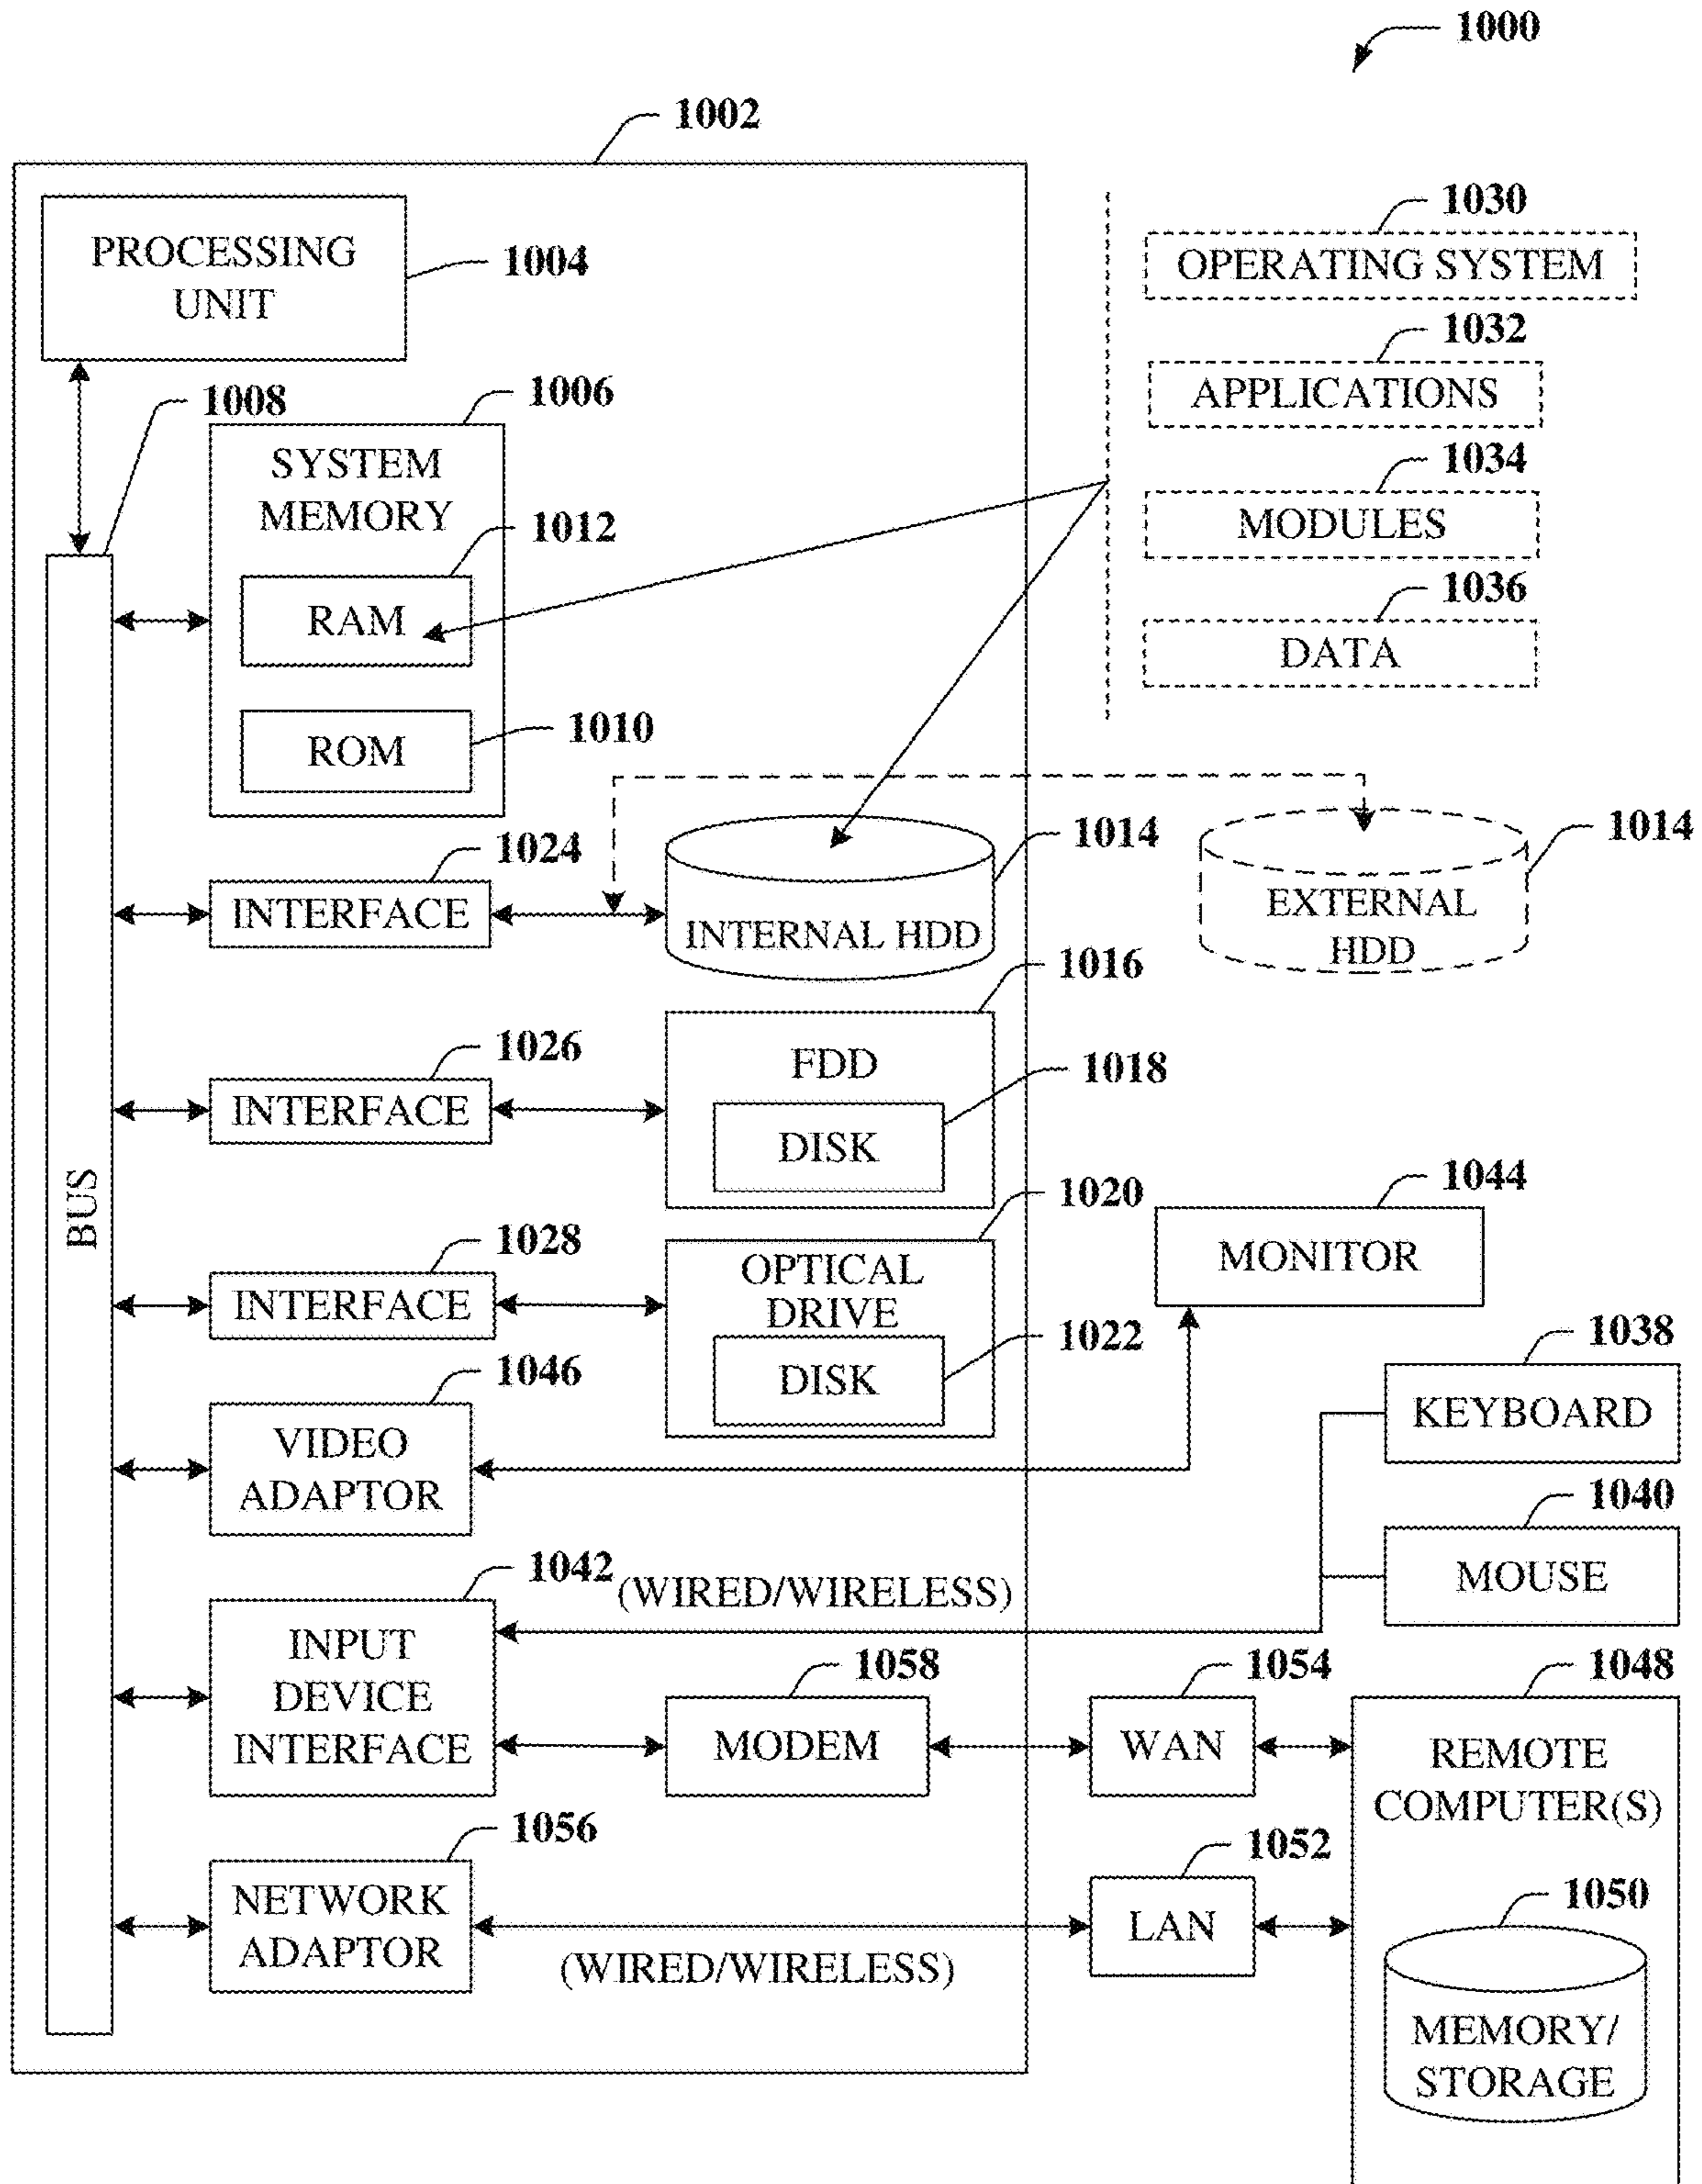 1000
1002
PROCESSING
UNIT
1004
1030
OPERATING SYSTEM
1032
APPLICATIONS
1034
MODULES
1036
DATA
1008
1006
SYSTEM
MEMORY
1012
RAM
1010
ROM
BUS
1024
INTERFACE
1014
INTERNAL HDD
1014
EXTERNAL
HDD
1026
INTERFACE
1016
FDD
1018
DISK
1028
INTERFACE
1020
OPTICAL
DRIVE
1022
DISK
1044
MONITOR
1046
VIDEO
ADAPTOR
1038
KEYBOARD
1040
MOUSE
1042
(WIRED/WIRELESS)
INPUT
DEVICE
INTERFACE
1058
MODEM
1054
WAN
1048
REMOTE
COMPUTER(S)
1056
NETWORK
ADAPTOR
(WIRED/WIRELESS)
1052
LAN
1050
MEMORY/
STORAGE